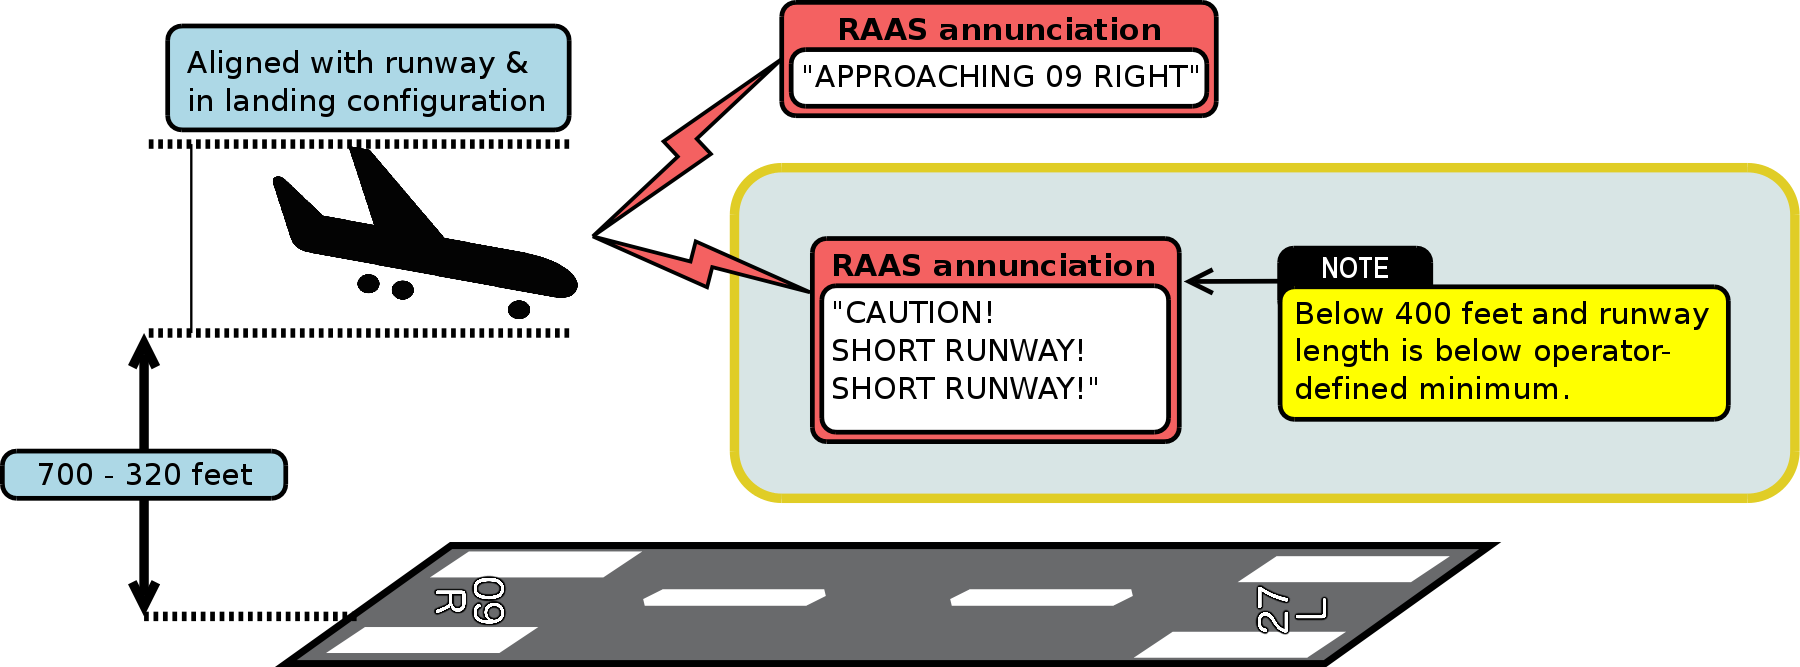 Aligned with runway &
in landing configuration
RAAS annunciation
"APPROACHING 09 RIGHT"
RAAS annunciation
"CAUTION!
SHORT RUNWAY!
SHORT RUNWAY!"
NOTE
Below 400 feet and runway
length is below operator-
defined minimum.
700 - 320 feet
09
R
27
L